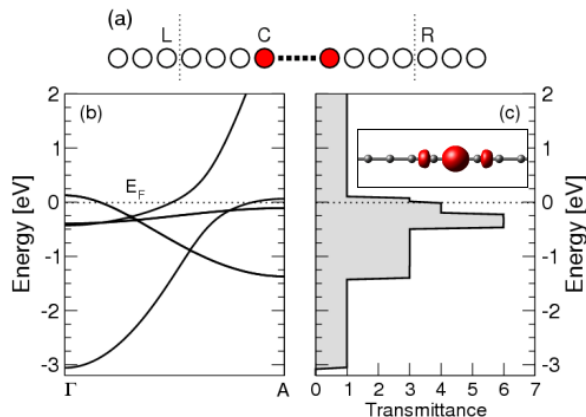 (a)
L C R
2 (b) 2 (c)
1 1
E_F
0 0
-1 -1
-2 -2
-3 -3
Energy [eV] Energy [eV]
Γ A 0 1 2 3 4 5 6 7
Transmittance